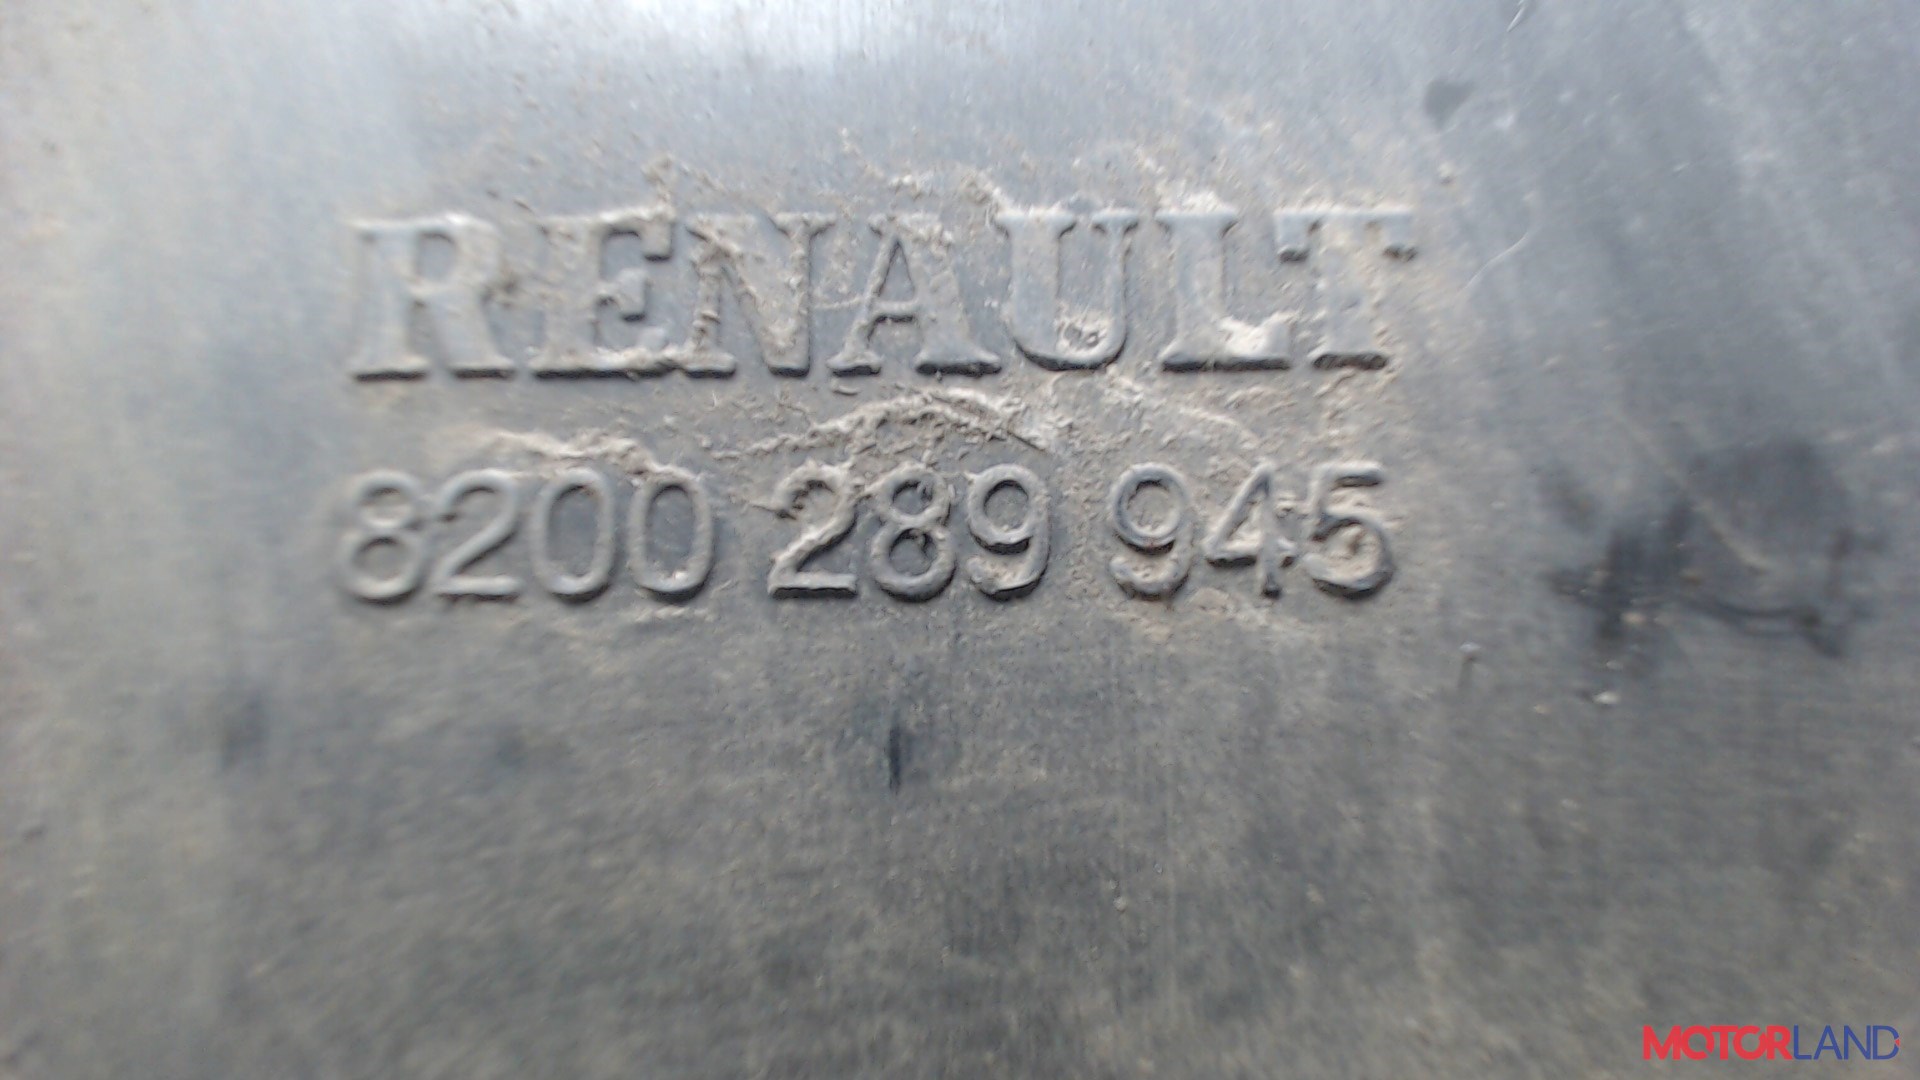 RENAULT
8200 289 945
MOTORLAND